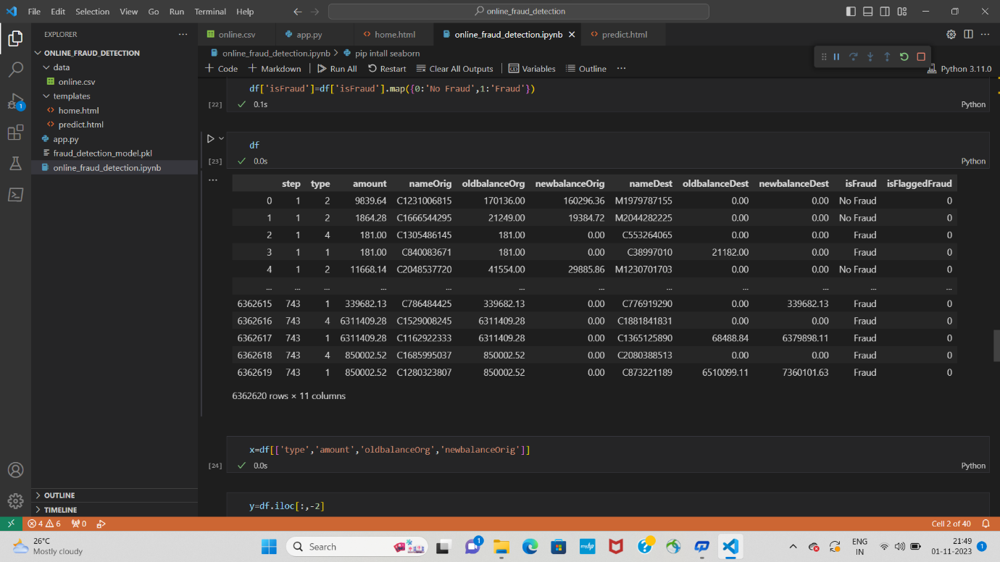 File Edit Selection View Go Run Terminal Help
online_fraud_detection
EXPLORER
ONLINE_FRAUD_DETECTION
data
online.csv
templates
home.html
predict.html
app.py
fraud_detection_model.pkl
online_fraud_detection.ipynb
OUTLINE
TIMELINE
online.csv app.py home.html online_fraud_detection.ipynb predict.html
online_fraud_detection.ipynb > pip intall seaborn
+ Code + Markdown Run All Restart Clear All Outputs Variables Outline ... Python 3.11.0
df['isFraud']=df['isFraud'].map({0:'No Fraud',1:'Fraud'})
[22] 0.1s Python
df
[23] 0.0s Python
step type amount nameOrig oldbalanceOrg newbalanceOrig nameDest oldbalanceDest newbalanceDest isFraud isFlaggedFraud
0 1 2 9839.64 C1231006815 170136.00 160296.36 M1979787155 0.00 0.00 No Fraud 0
1 1 2 1864.28 C1666544295 21249.00 19384.72 M2044282225 0.00 0.00 No Fraud 0
2 1 4 181.00 C1305486145 181.00 0.00 C553264065 0.00 0.00 Fraud 0
3 1 1 181.00 C840083671 181.00 0.00 C38997010 21182.00 0.00 Fraud 0
4 1 2 11668.14 C2048537720 41554.00 29885.86 M1230701703 0.00 0.00 No Fraud 0
... ... ... ... ... ... ... ... ... ... ... ...
6362615 743 1 339682.13 C786484425 339682.13 0.00 C776919290 0.00 339682.13 Fraud 0
6362616 743 4 6311409.28 C1529008245 6311409.28 0.00 C1881841831 0.00 0.00 Fraud 0
6362617 743 1 6311409.28 C1162922333 6311409.28 0.00 C1365125890 68488.84 6379898.11 Fraud 0
6362618 743 4 850002.52 C1685995037 850002.52 0.00 C2080388513 0.00 0.00 Fraud 0
6362619 743 1 850002.52 C1280323807 850002.52 0.00 C873221189 6510099.11 7360101.63 Fraud 0
6362620 rows × 11 columns
x=df[['type','amount','oldbalanceOrg','newbalanceOrig']]
[24] 0.0s Python
y=df.iloc[:,-2]
4 6 0 Cell 2 of 40
26°C
Mostly cloudy
Search
ENG
IN
21:49
01-11-2023